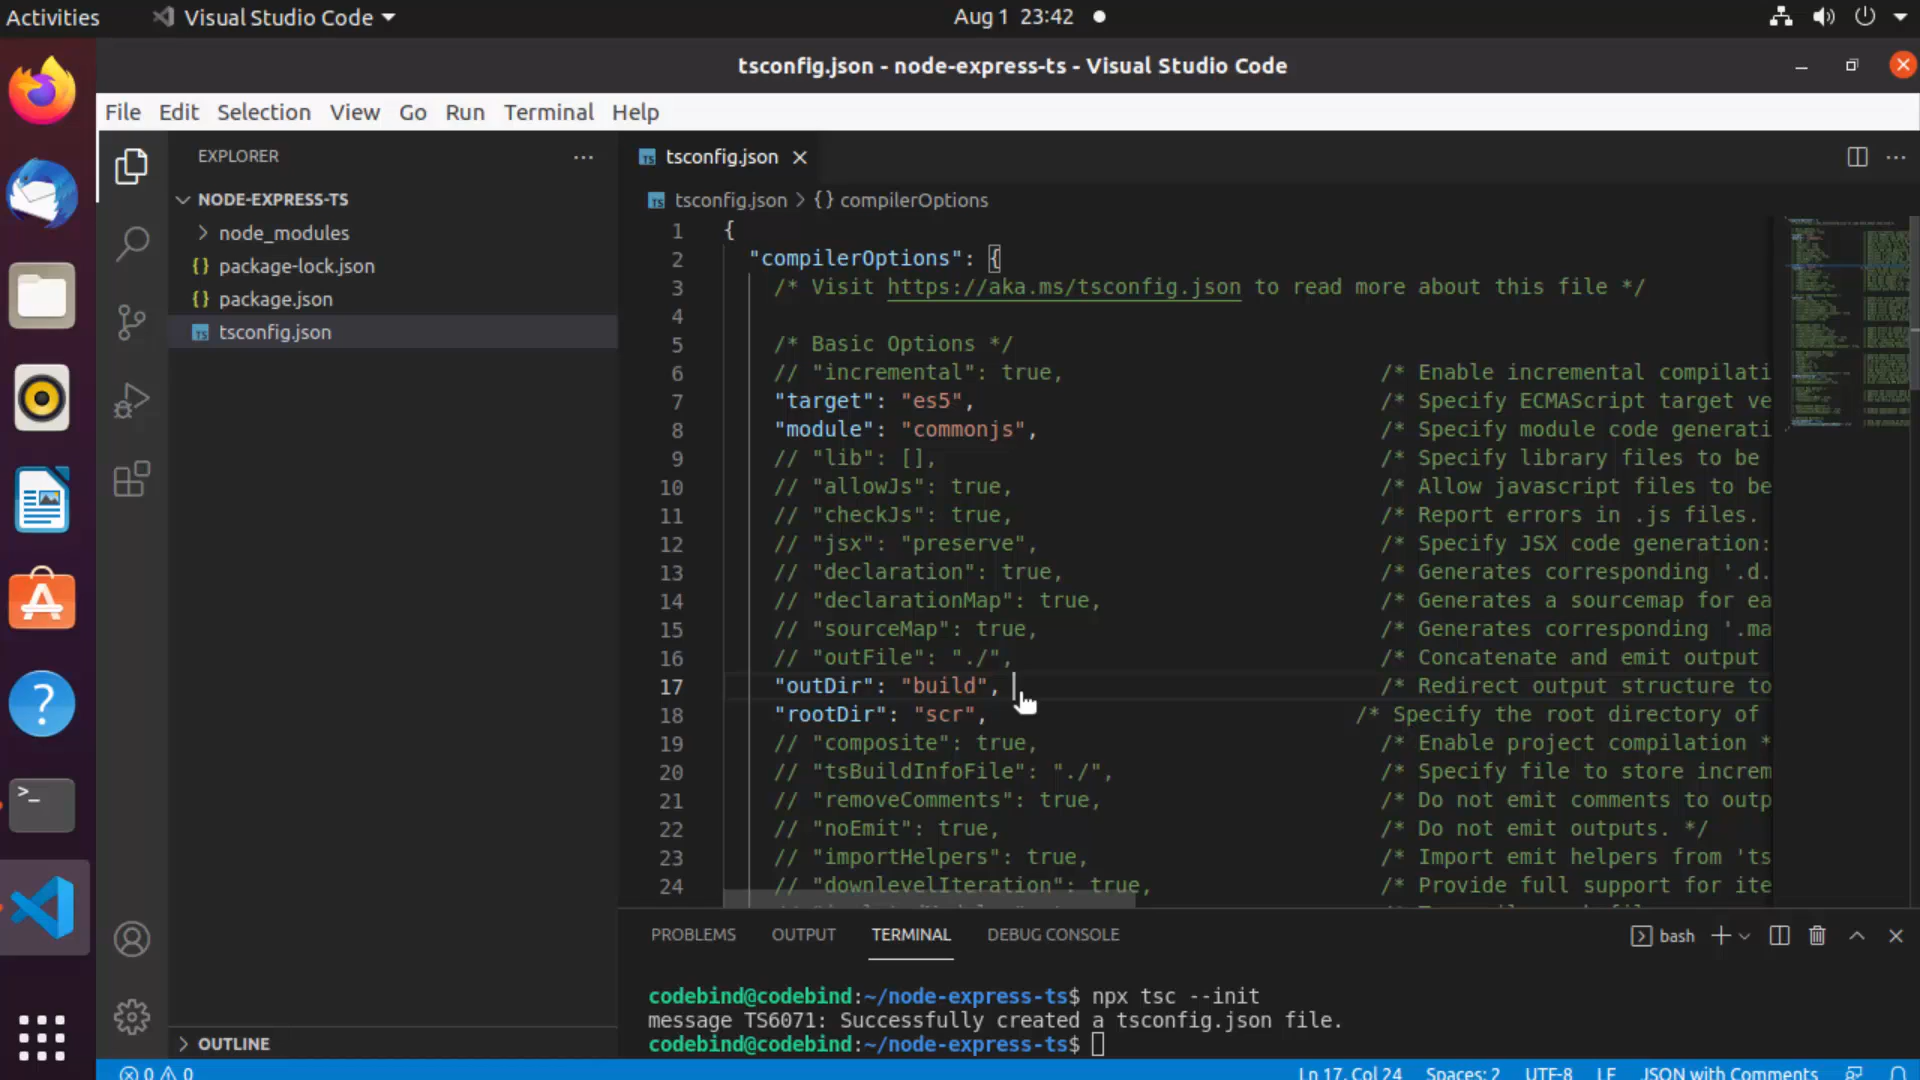 Activities Visual Studio Code Aug 1 23:42
tsconfig.json - node-express-ts - Visual Studio Code
File Edit Selection View Go Run Terminal Help
EXPLORER
NODE-EXPRESS-TS
node_modules
{} package-lock.json
{} package.json
TS tsconfig.json
OUTLINE
TS tsconfig.json
TS tsconfig.json > {} compilerOptions
1 {
2 "compilerOptions": {
3 /* Visit https://aka.ms/tsconfig.json to read more about this file */
4
5 /* Basic Options */
6 // "incremental": true, /* Enable incremental compilati
7 "target": "es5", /* Specify ECMAScript target ve
8 "module": "commonjs", /* Specify module code generati
9 // "lib": [], /* Specify library files to be
10 // "allowJs": true, /* Allow javascript files to be
11 // "checkJs": true, /* Report errors in .js files.
12 // "jsx": "preserve", /* Specify JSX code generation:
13 // "declaration": true, /* Generates corresponding '.d.
14 // "declarationMap": true, /* Generates a sourcemap for ea
15 // "sourceMap": true, /* Generates corresponding '.ma
16 // "outFile": "./", /* Concatenate and emit output
17 "outDir": "build", /* Redirect output structure to
18 "rootDir": "scr", /* Specify the root directory of
19 // "composite": true, /* Enable project compilation *
20 // "tsBuildInfoFile": "./", /* Specify file to store increm
21 // "removeComments": true, /* Do not emit comments to outp
22 // "noEmit": true, /* Do not emit outputs. */
23 // "importHelpers": true, /* Import emit helpers from 'ts
24 // "downlevelIteration": true, /* Provide full support for ite
PROBLEMS OUTPUT TERMINAL DEBUG CONSOLE bash
codebind@codebind:~/node-express-ts$ npx tsc --init
message TS6071: Successfully created a tsconfig.json file.
codebind@codebind:~/node-express-ts$
0 0 Ln 17, Col 24 Spaces: 2 UTF-8 LF JSON with Comments